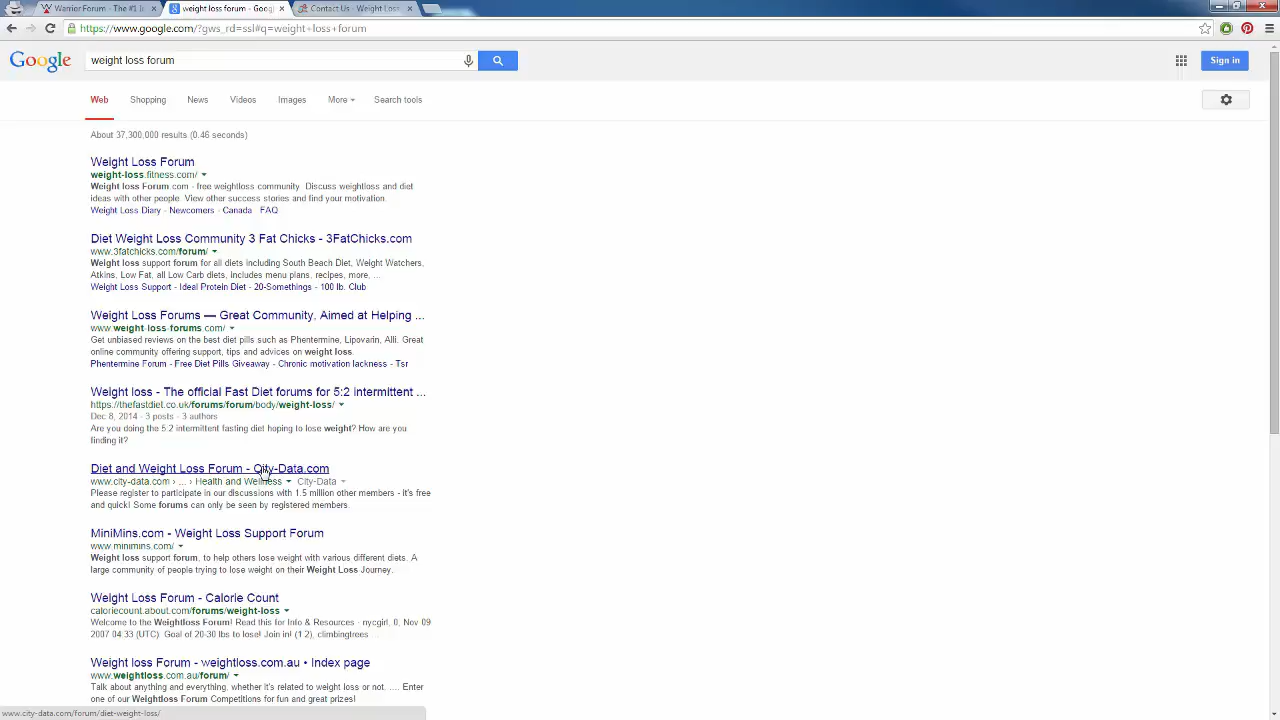 Warrior Forum - The #1 I
weight loss forum - Goog
Contact Us - Weight Loss
https://www.google.com/?gws_rd=ssl#q=weight+loss+forum
Google
weight loss forum
Sign in
Web Shopping News Videos Images More Search tools
About 37,300,000 results (0.46 seconds)
Weight Loss Forum
weight-loss.fitness.com/
Weight loss Forum.com - free weightloss community. Discuss weightloss and diet
ideas with other people. View other success stories and find your motivation.
Weight Loss Diary - Newcomers - Canada - FAQ
Diet Weight Loss Community 3 Fat Chicks - 3FatChicks.com
www.3fatchicks.com/forum/
Weight loss support forum for all diets including South Beach Diet, Weight Watchers,
Atkins, Low Fat, all Low Carb diets, includes menu plans, recipes, more, ...
Weight Loss Support - Ideal Protein Diet - 20-Somethings - 100 lb. Club
Weight Loss Forums — Great Community, Aimed at Helping ...
www.weight-loss-forums.com/
Get unbiased reviews on the best diet pills such as Phentermine, Lipovarin, Alli. Great
online community offering support, tips and advices on weight loss.
Phentermine Forum - Free Diet Pills Giveaway - Chronic motivation lackness - Tsr
Weight loss - The official Fast Diet forums for 5:2 intermittent ...
https://thefastdiet.co.uk/forums/forum/body/weight-loss/
Dec 8, 2014 - 3 posts - 3 authors
Are you doing the 5:2 intermittent fasting diet hoping to lose weight? How are you
finding it?
Diet and Weight Loss Forum - City-Data.com
www.city-data.com › ... › Health and Wellness City-Data
Please register to participate in our discussions with 1.5 million other members - it's free
and quick! Some forums can only be seen by registered members.
MiniMins.com - Weight Loss Support Forum
www.minimins.com/
Weight loss support forum, to help others lose weight with various different diets. A
large community of people trying to lose weight on their Weight Loss Journey.
Weight Loss Forum - Calorie Count
caloriecount.about.com/forums/weight-loss
Welcome to the Weightloss Forum! Read this for Info & Resources · nycgirl, 0, Nov 09
2007 04:33 (UTC). Goal of 20-30 lbs to lose! Join in! (1 2), climbingtrees ...
Weight loss Forum - weightloss.com.au • Index page
www.weightloss.com.au/forum/
Talk about anything and everything, whether it's related to weight loss or not. .... Enter
one of our Weightloss Forum Competitions for fun and great prizes!
www.city-data.com/forum/diet-weight-loss/